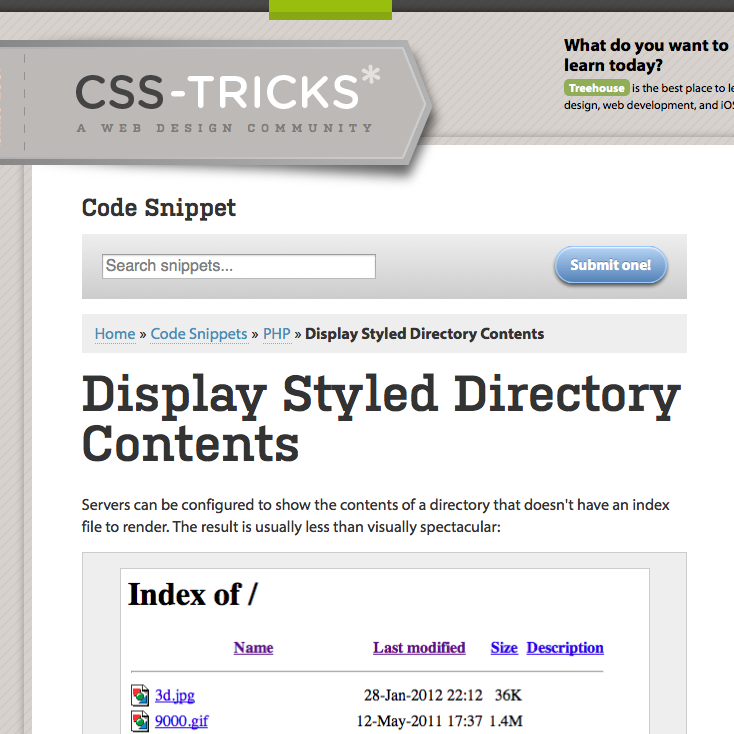 CSS-TRICKS*
A WEB DESIGN COMMUNITY
What do you want to
learn today?
Treehouse is the best place to
design, web development, and iOS
Code Snippet
Search snippets...
Submit one!
Home » Code Snippets » PHP » Display Styled Directory Contents
Display Styled Directory
Contents
Servers can be configured to show the contents of a directory that doesn't have an index
file to render. The result is usually less than visually spectacular:
Index of /
Name Last modified Size Description
3d.jpg 28-Jan-2012 22:12 36K
9000.gif 12-May-2011 17:37 1.4M